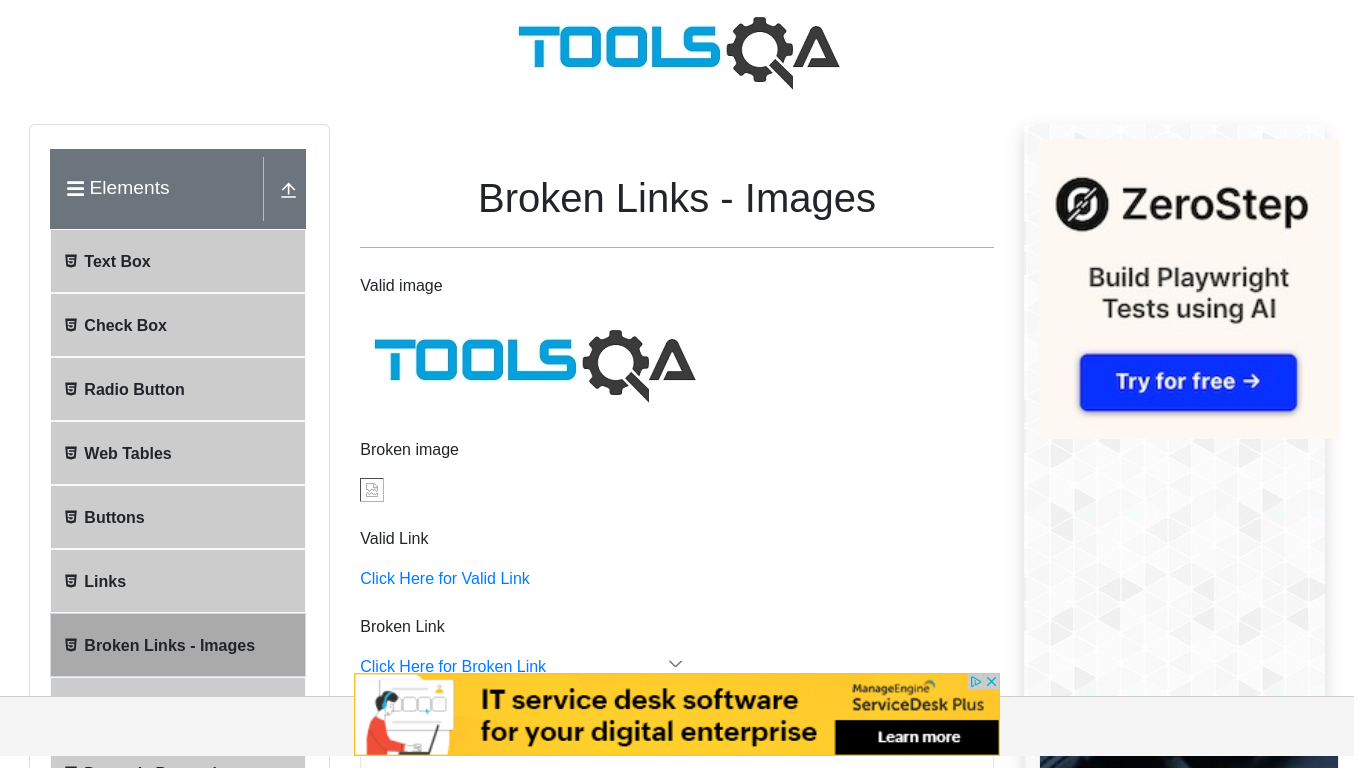 TOOLSQA
Elements
Text Box
Check Box
Radio Button
Web Tables
Buttons
Links
Broken Links - Images
Broken Links - Images
Valid image
TOOLSQA
Broken image
Valid Link
Click Here for Valid Link
Broken Link
Click Here for Broken Link
ZeroStep
Build Playwright
Tests using AI
Try for free →
IT service desk software
for your digital enterprise
ManageEngine
ServiceDesk Plus
Learn more